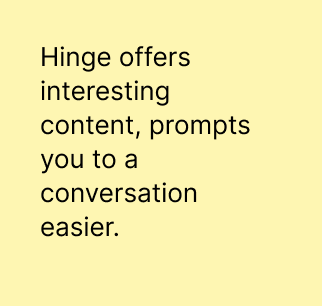 Hinge offers
interesting
content, prompts
you to a
conversation
easier.